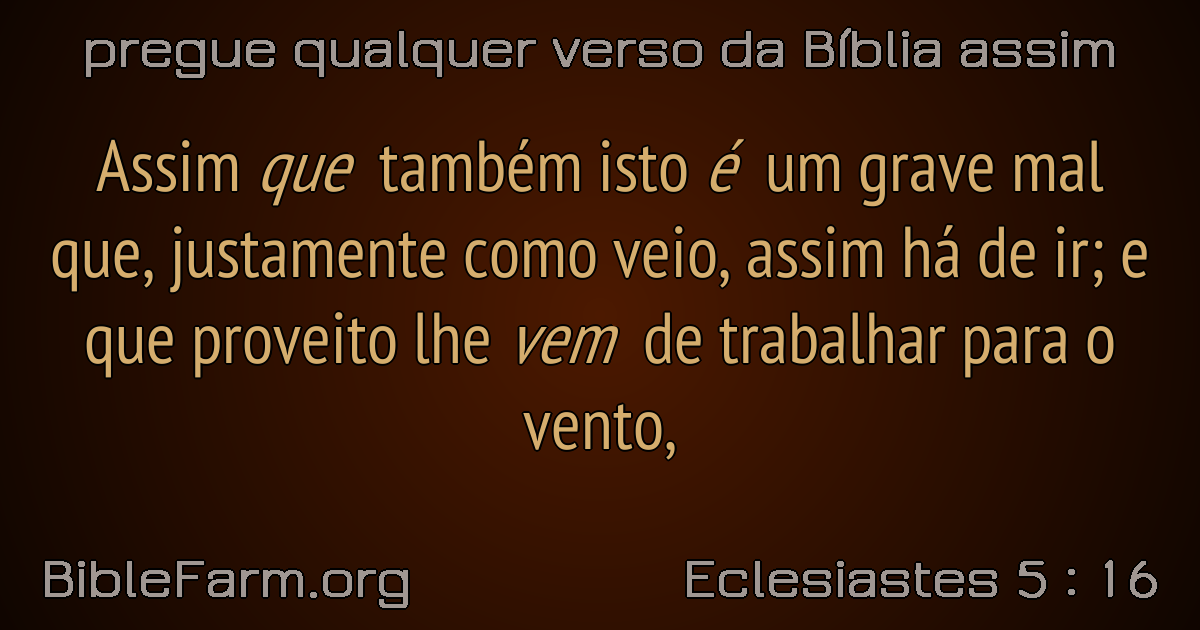 pregue qualquer verso da Bíblia assim
Assim que também isto é um grave mal
que, justamente como veio, assim há de ir; e
que proveito lhe vem de trabalhar para o
vento,
BibleFarm.org
Eclesiastes 5 : 16